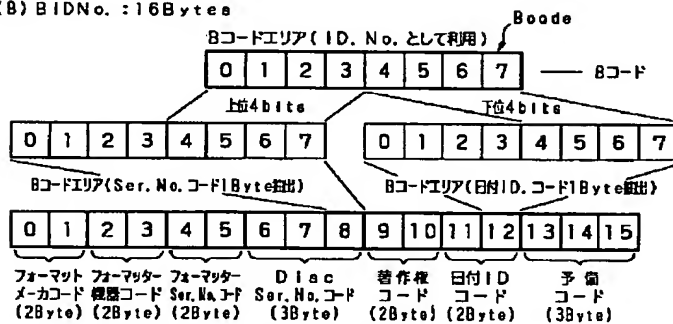 (B) BIDNo. :16Bytes
Bcode
Bコードエリア(ID. No. として利用)
0 1 2 3 4 5 6 7
Bコード
上位4bits 下位4bits
0 1 2 3 4 5 6 7 0 1 2 3 4 5 6 7
Bコードエリア(Ser. No. コード1Byte抽出) Bコードエリア(日付ID. コード1Byte抽出)
0 1 2 3 4 5 6 7 8 9 10 11 12 13 14 15
フォーマット フォーマッター フォーマッター Disc 著作権 日付ID 予備
メーカコード 機器コード Ser. No. コード Ser. No. コード コード コード コード
(2Byte) (2Byte) (2Byte) (3Byte) (2Byte) (2Byte) (3Byte)